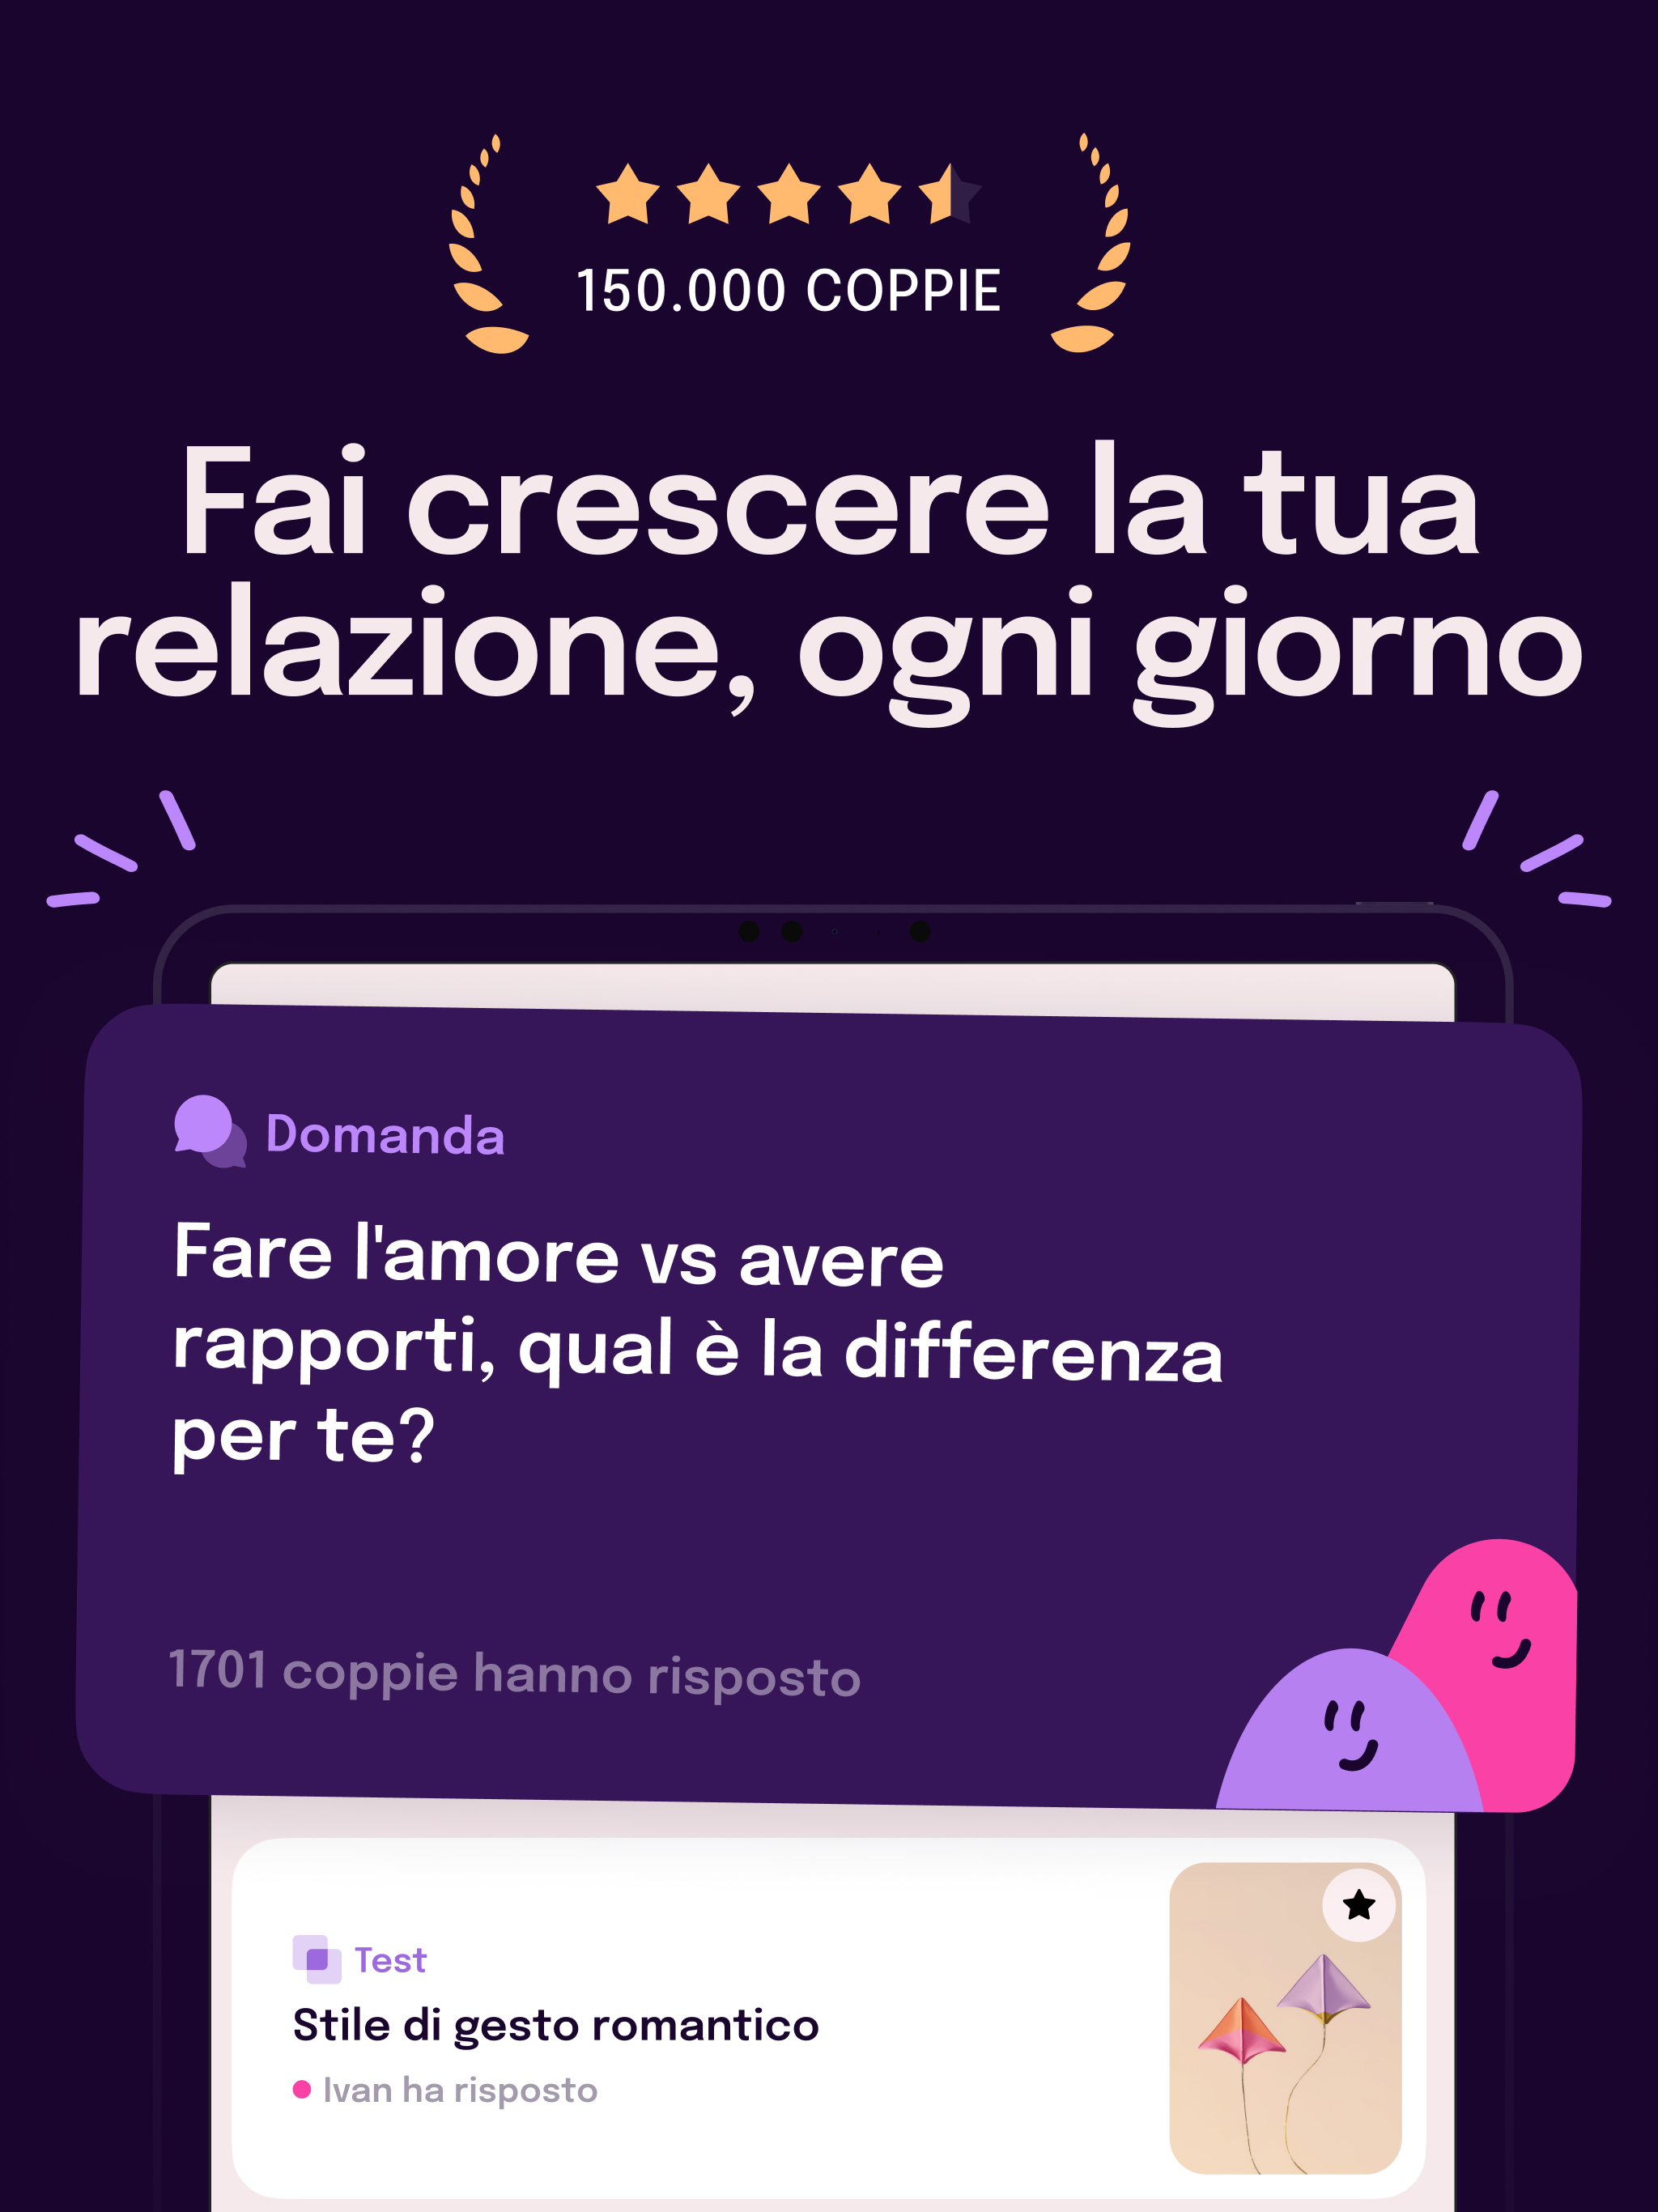 150.000 COPPIE
Fai crescere la tua
relazione, ogni giorno
Domanda
Fare l'amore vs avere
rapporti, qual è la differenza
per te?
1701 coppie hanno risposto
Test
Stile di gesto romantico
Ivan ha risposto